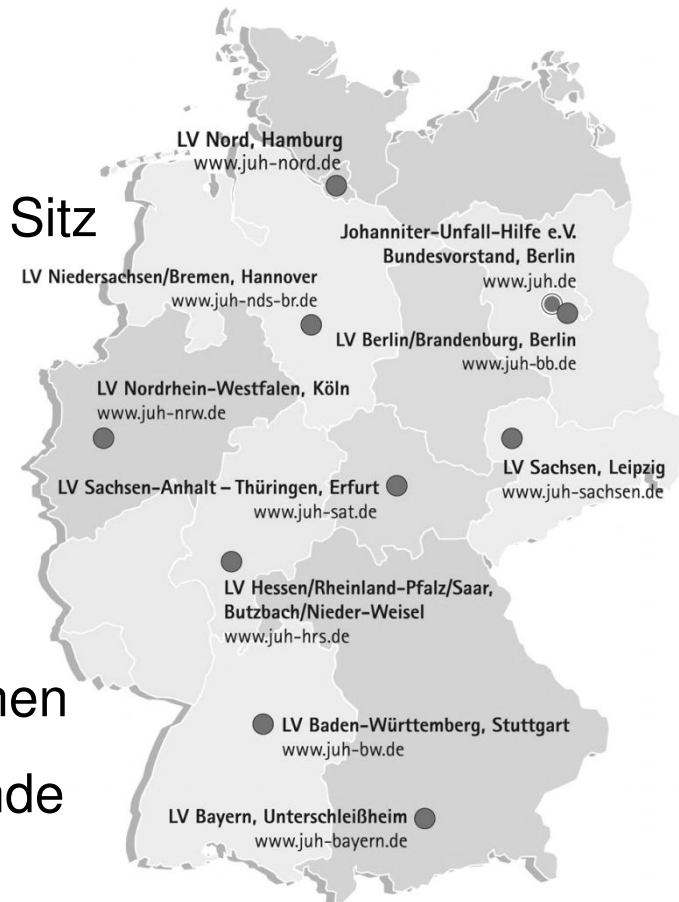 LV Nord, Hamburg
www.juh-nord.de
Sitz
Johanniter-Unfall-Hilfe e.V.
Bundesvorstand, Berlin
www.juh.de
LV Niedersachsen/Bremen, Hannover
www.juh-nds-br.de
LV Berlin/Brandenburg, Berlin
www.juh-bb.de
LV Nordrhein-Westfalen, Köln
www.juh-nrw.de
LV Sachsen, Leipzig
www.juh-sachsen.de
LV Sachsen-Anhalt – Thüringen, Erfurt
www.juh-sat.de
LV Hessen/Rheinland-Pfalz/Saar,
Butzbach/Nieder-Weisel
www.juh-hrs.de
nen
LV Baden-Württemberg, Stuttgart
www.juh-bw.de
nde
LV Bayern, Unterschleißheim
www.juh-bayern.de